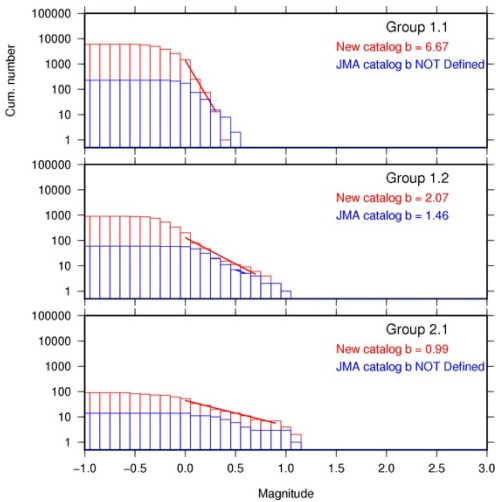 Cum. number
100000
10000
1000
100
10
1
Group 1.1
New catalog b = 6.67
JMA catalog b NOT Defined
100000
10000
1000
100
10
1
Group 1.2
New catalog b = 2.07
JMA catalog b = 1.46
100000
10000
1000
100
10
1
Group 2.1
New catalog b = 0.99
JMA catalog b NOT Defined
−1.0 −0.5 0.0 0.5 1.0 1.5 2.0 2.5 3.0
Magnitude